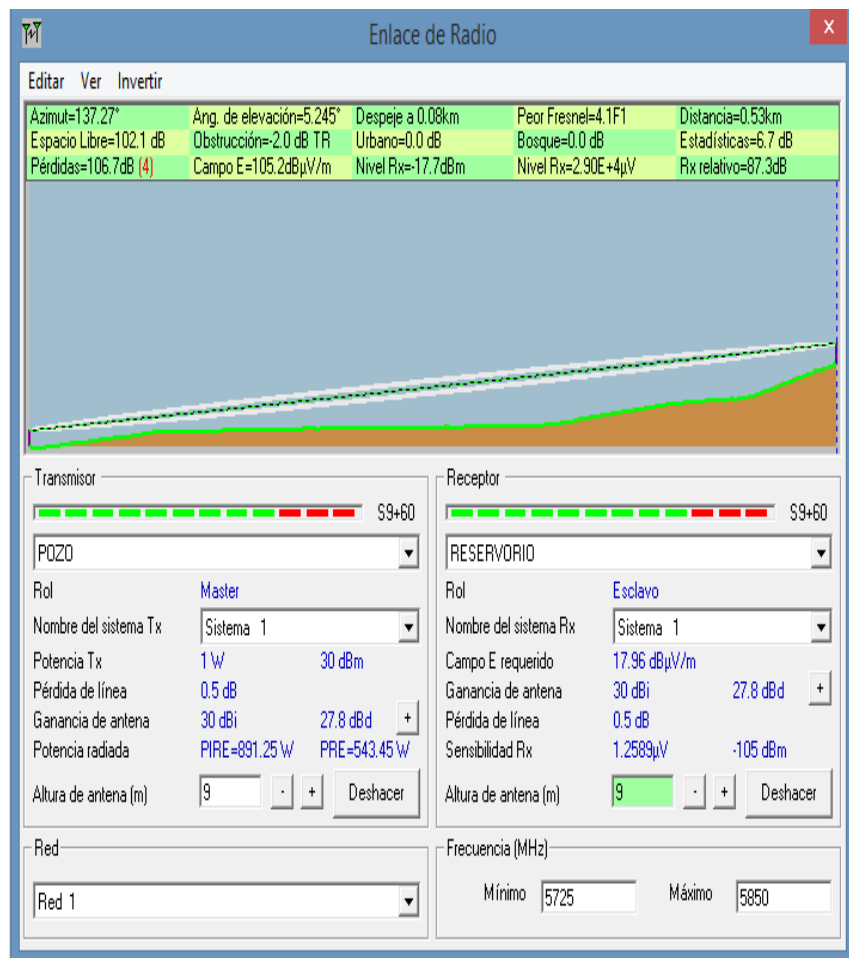 Enlace de Radio
X
Editar Ver Invertir
Azimut=137.27° Ang. de elevación=5.245° Despeje a 0.08km Peor Fresnel=4.1F1 Distancia=0.53km
Espacio Libre=102.1 dB Obstrucción=-2.0 dB TR Urbano=0.0 dB Bosque=0.0 dB Estadísticas=6.7 dB
Pérdidas=106.7dB (4) Campo E=105.2dBµV/m Nivel Rx=-17.7dBm Nivel Rx=2.90E+4µV Rx relativo=87.3dB
Transmisor
S9+60
POZO
Rol Master
Nombre del sistema Tx Sistema 1
Potencia Tx 1 W 30 dBm
Pérdida de línea 0.5 dB
Ganancia de antena 30 dBi 27.8 dBd +
Potencia radiada PIRE=891.25 W PRE=543.45 W
Altura de antena (m) 9 - + Deshacer
Receptor
S9+60
RESERVORIO
Rol Esclavo
Nombre del sistema Rx Sistema 1
Campo E requerido 17.96 dBµV/m
Ganancia de antena 30 dBi 27.8 dBd +
Pérdida de línea 0.5 dB
Sensibilidad Rx 1.2589µV -105 dBm
Altura de antena (m) 9 - + Deshacer
Red
Red 1
Frecuencia (MHz)
Mínimo 5725 Máximo 5850